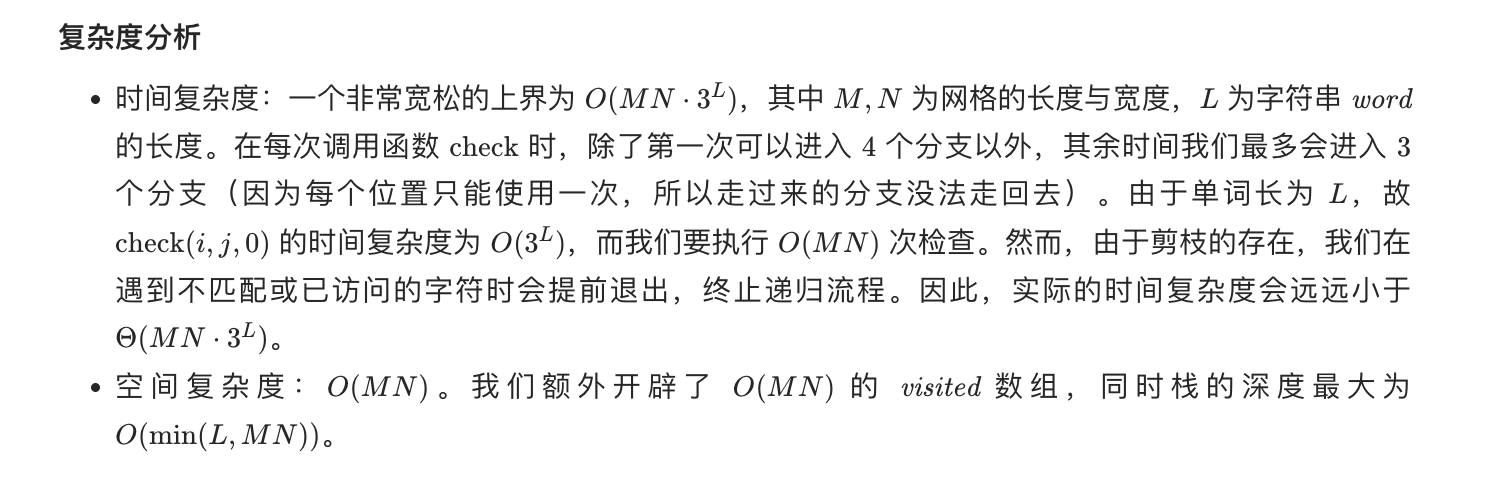 复杂度分析
• 时间复杂度：一个非常宽松的上界为 O(MN · 3^L)，其中 M, N 为网格的长度与宽度，L 为字符串 word
的长度。在每次调用函数 check 时，除了第一次可以进入 4 个分支以外，其余时间我们最多会进入 3
个分支（因为每个位置只能使用一次，所以走过来的分支没法走回去）。由于单词长为 L，故
check(i, j, 0) 的时间复杂度为 O(3^L)，而我们要执行 O(MN) 次检查。然而，由于剪枝的存在，我们在
遇到不匹配或已访问的字符时会提前退出，终止递归流程。因此，实际的时间复杂度会远远小于
Θ(MN · 3^L)。
• 空间复杂度：O(MN)。我们额外开辟了 O(MN) 的 visited 数组，同时栈的深度最大为
O(min(L, MN))。